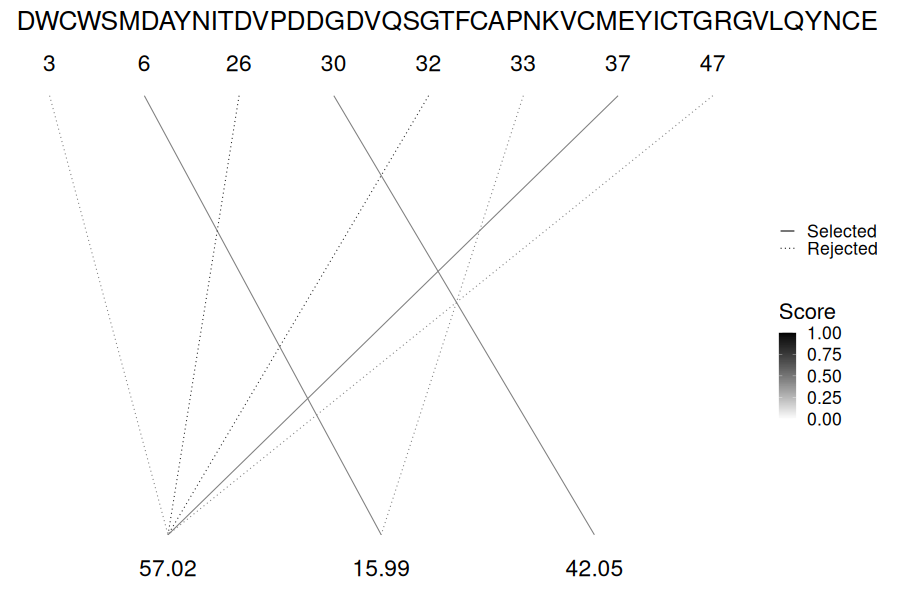 DWCWSMDAYNITDVPDDGDVQSGTFCAPNKVCMEYICTGRGVLQYNCE
3 6 26 30 32 33 37 47
Selected
Rejected
Score
1.00
0.75
0.50
0.25
0.00
57.02 15.99 42.05